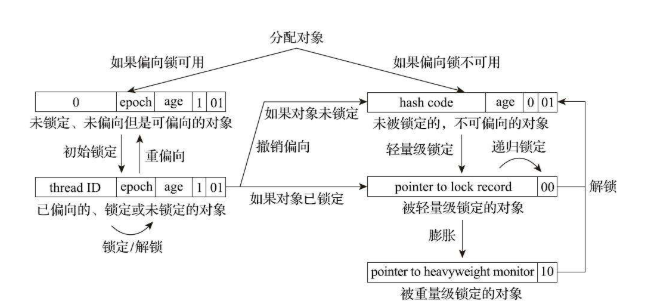 分配对象
如果偏向锁可用
如果偏向锁不可用
0 epoch age 1 01
未锁定、未偏向但是可偏向的对象
初始锁定
重偏向
thread ID epoch age 1 01
已偏向的、锁定或未锁定的对象
锁定/解锁
如果对象未锁定
撤销偏向
如果对象已锁定
hash code age 0 01
未被锁定的，不可偏向的对象
轻量级锁定
递归锁定
pointer to lock record 00
被轻量级锁定的对象
解锁
膨胀
pointer to heavyweight monitor 10
被重量级锁定的对象